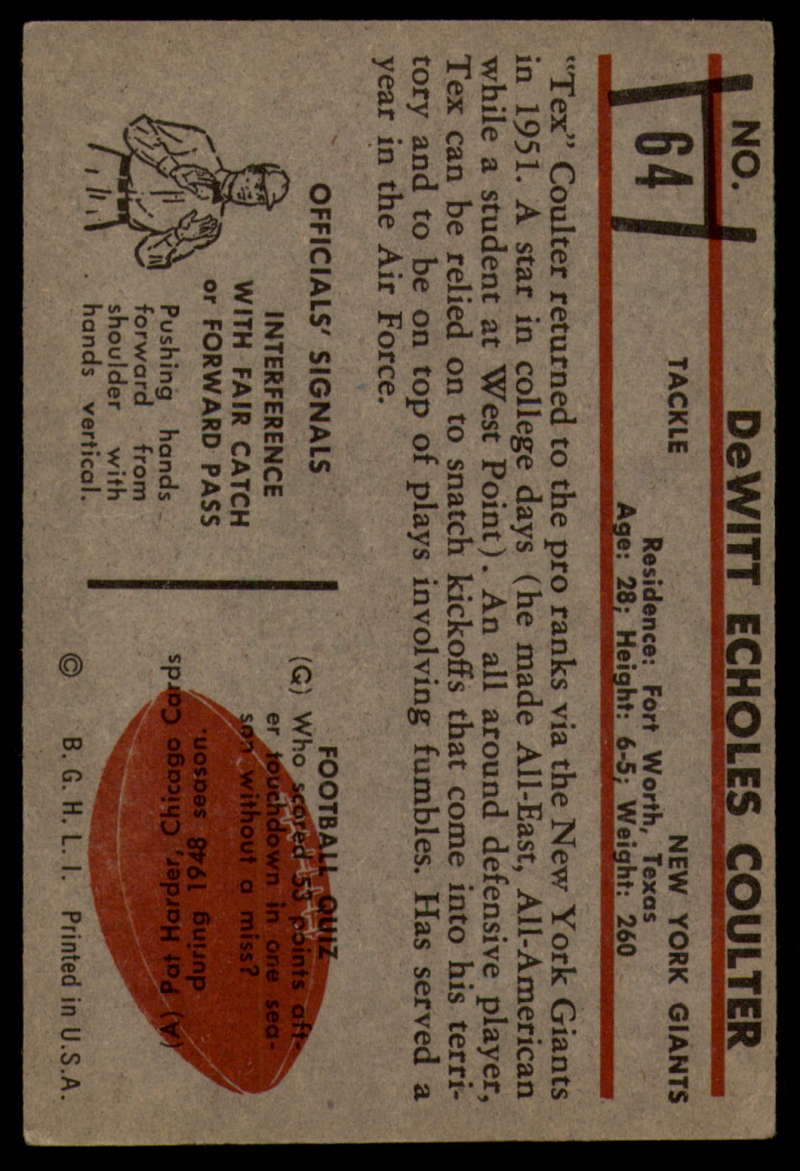 NO.
64
DeWITT ECHOLES COULTER
TACKLE
NEW YORK GIANTS
Residence: Fort Worth, Texas
Age: 28; Height: 6-5; Weight: 260
"Tex" Coulter returned to the pro ranks via the New York Giants
in 1951. A star in college days (he made All-East, All-American
while a student at West Point). An all around defensive player,
Tex can be relied on to snatch kickoffs that come into his terri-
tory and to be on top of plays involving fumbles. Has served a
year in the Air Force.
OFFICIALS' SIGNALS
INTERFERENCE
WITH FAIR CATCH
or FORWARD PASS
Pushing hands
forward from
shoulder with
hands vertical.
FOOTBALL QUIZ
(Q) Who scored 53 points aft-
er touchdown in one sea-
son without a miss?
(A) Pat Harder, Chicago Cards
during 1948 season.
© B. G. H. L. I. Printed in U.S.A.